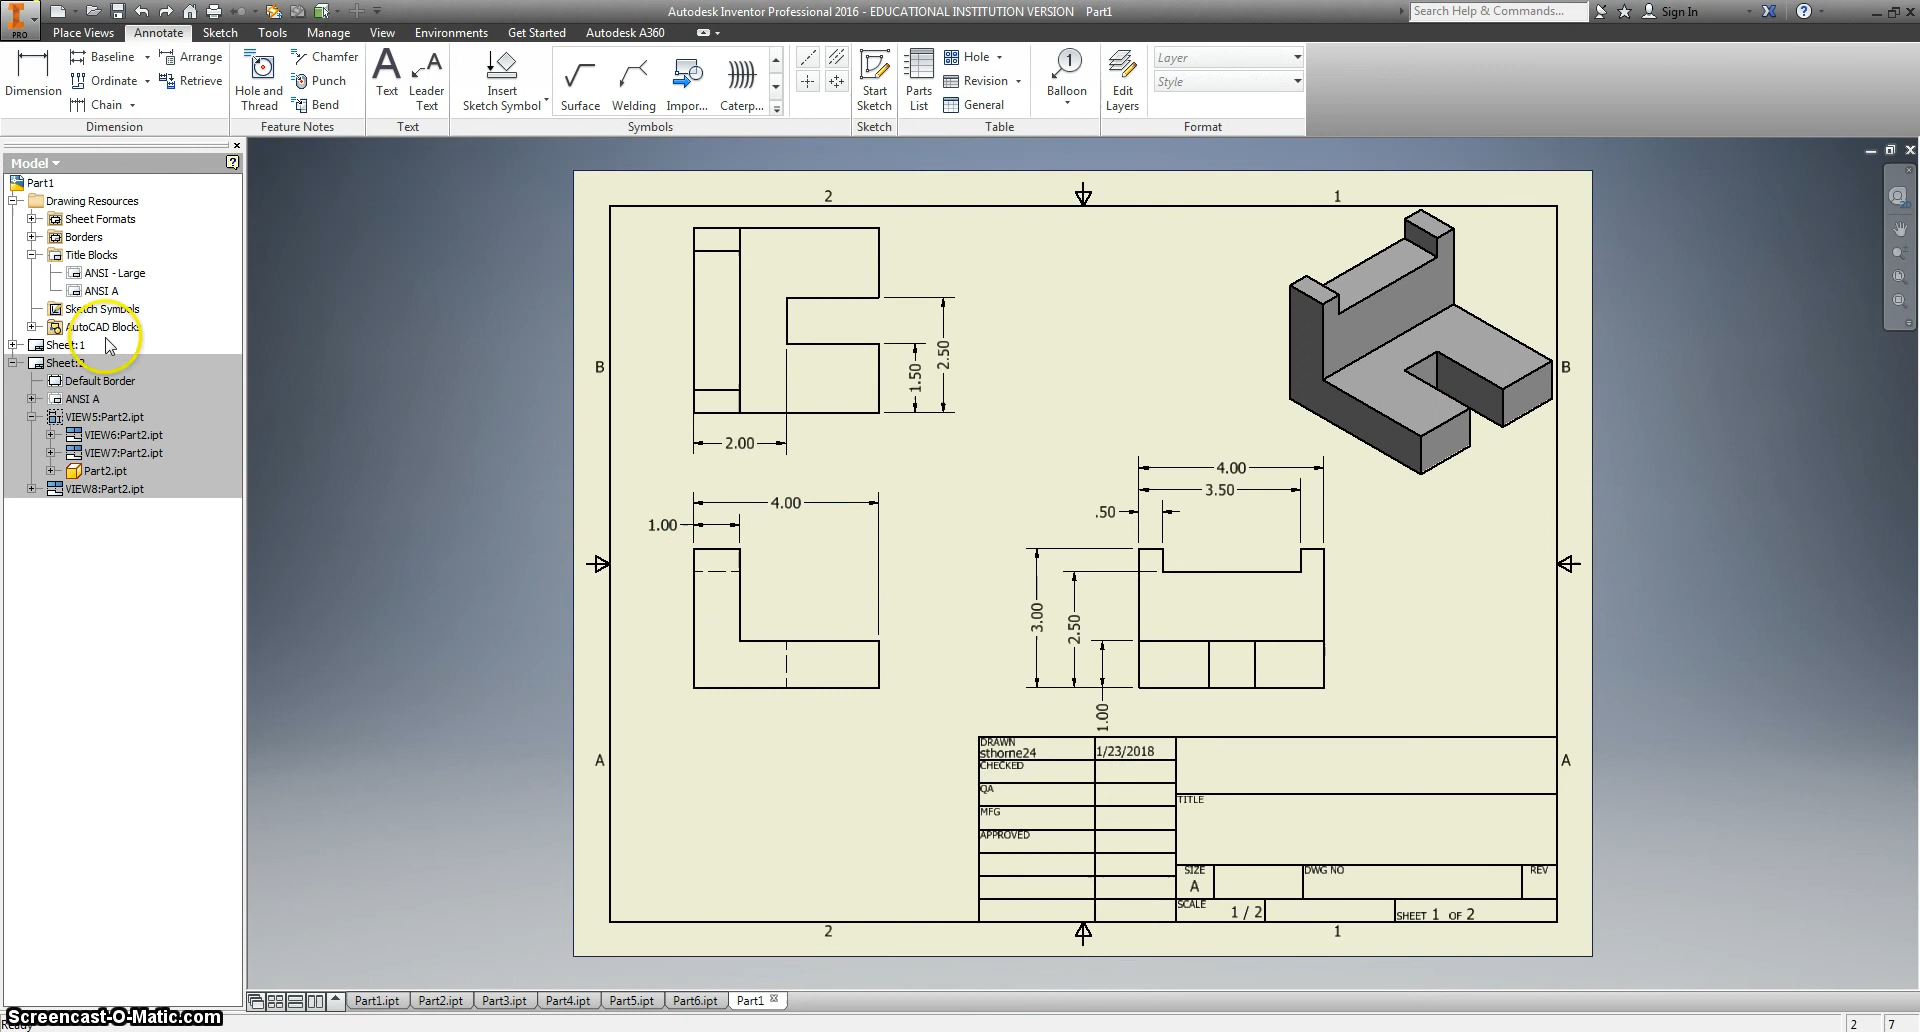 Autodesk Inventor Professional 2016 - EDUCATIONAL INSTITUTION VERSION    Part1
Search Help & Commands...
Sign In
PRO
Place Views
Annotate
Sketch
Tools
Manage
View
Environments
Get Started
Autodesk A360
Dimension
Baseline
Ordinate
Chain
Arrange
Retrieve
Dimension
Hole and
Thread
Chamfer
Punch
Bend
Feature Notes
Text
Leader
Text
Text
Insert
Sketch Symbol
Surface
Welding
Impor...
Caterp...
Symbols
Start
Sketch
Sketch
Parts
List
Hole
Revision
General
Table
1
Balloon
Edit
Layers
Layer
Style
Format
Model
Part1
Drawing Resources
Sheet Formats
Borders
Title Blocks
ANSI - Large
ANSI A
Sketch Symbols
AutoCAD Blocks
Sheet:1
Default Border
ANSI A
VIEW5:Part2.ipt
VIEW6:Part2.ipt
VIEW7:Part2.ipt
Part2.ipt
VIEW8:Part2.ipt
2
1
B
B
1.50
2.50
2.00
4.00
1.00
4.00
3.50
.50
3.00
2.50
1.00
A
A
DRAWN
sthorne24
1/23/2018
CHECKED
QA
MFG
APPROVED
TITLE
SIZE
A
DWG NO
REV
SCALE
1 / 2
SHEET 1 OF 2
2
1
Part1.ipt
Part2.ipt
Part3.ipt
Part4.ipt
Part5.ipt
Part6.ipt
Part1
Screencast-O-Matic.com
2
7